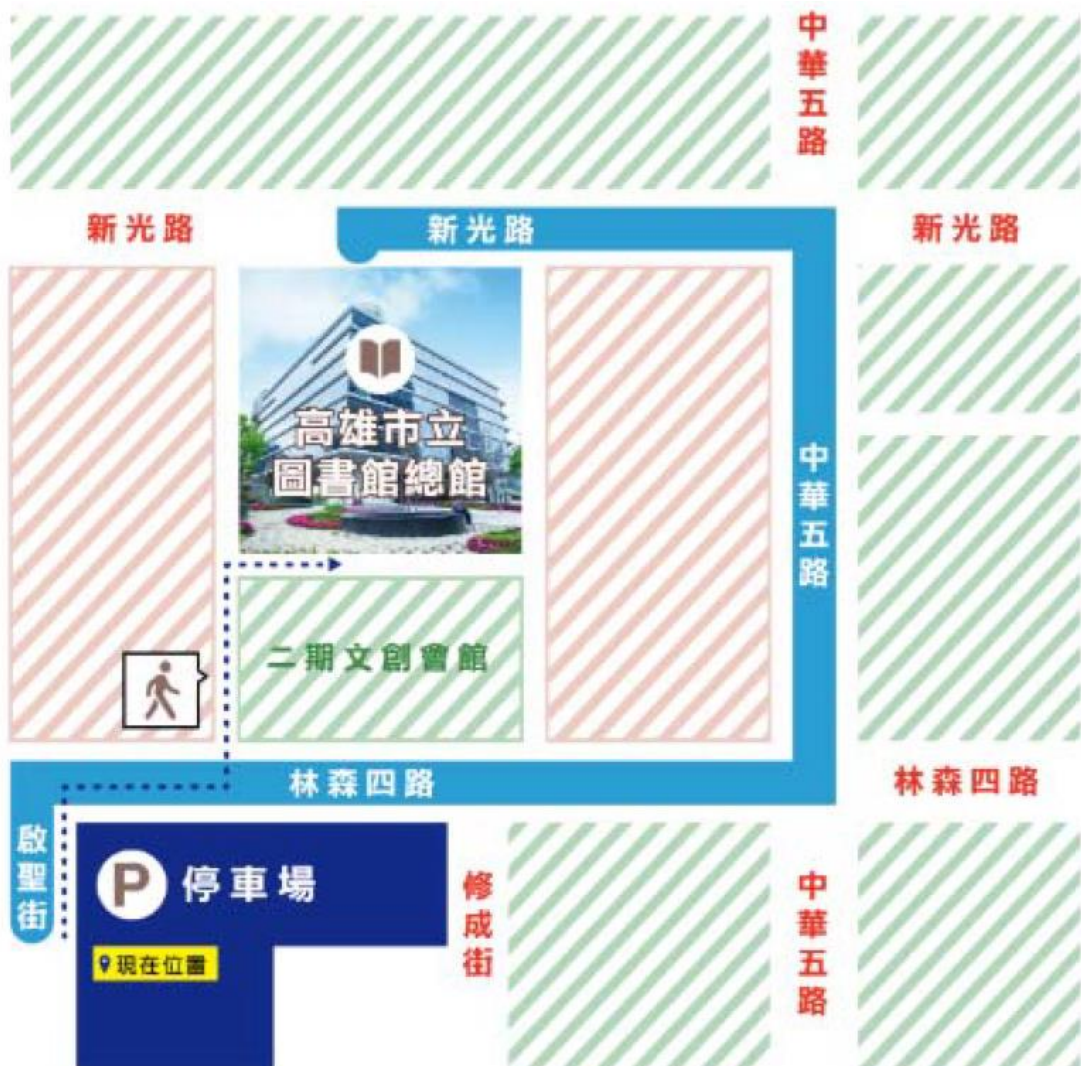 中華五路
新光路
新光路
新光路
高雄市立
圖書館總館
中華五路
二期文創會館
林森四路
林森四路
啟聖街
P 停車場
修成街
中華五路
現在位置